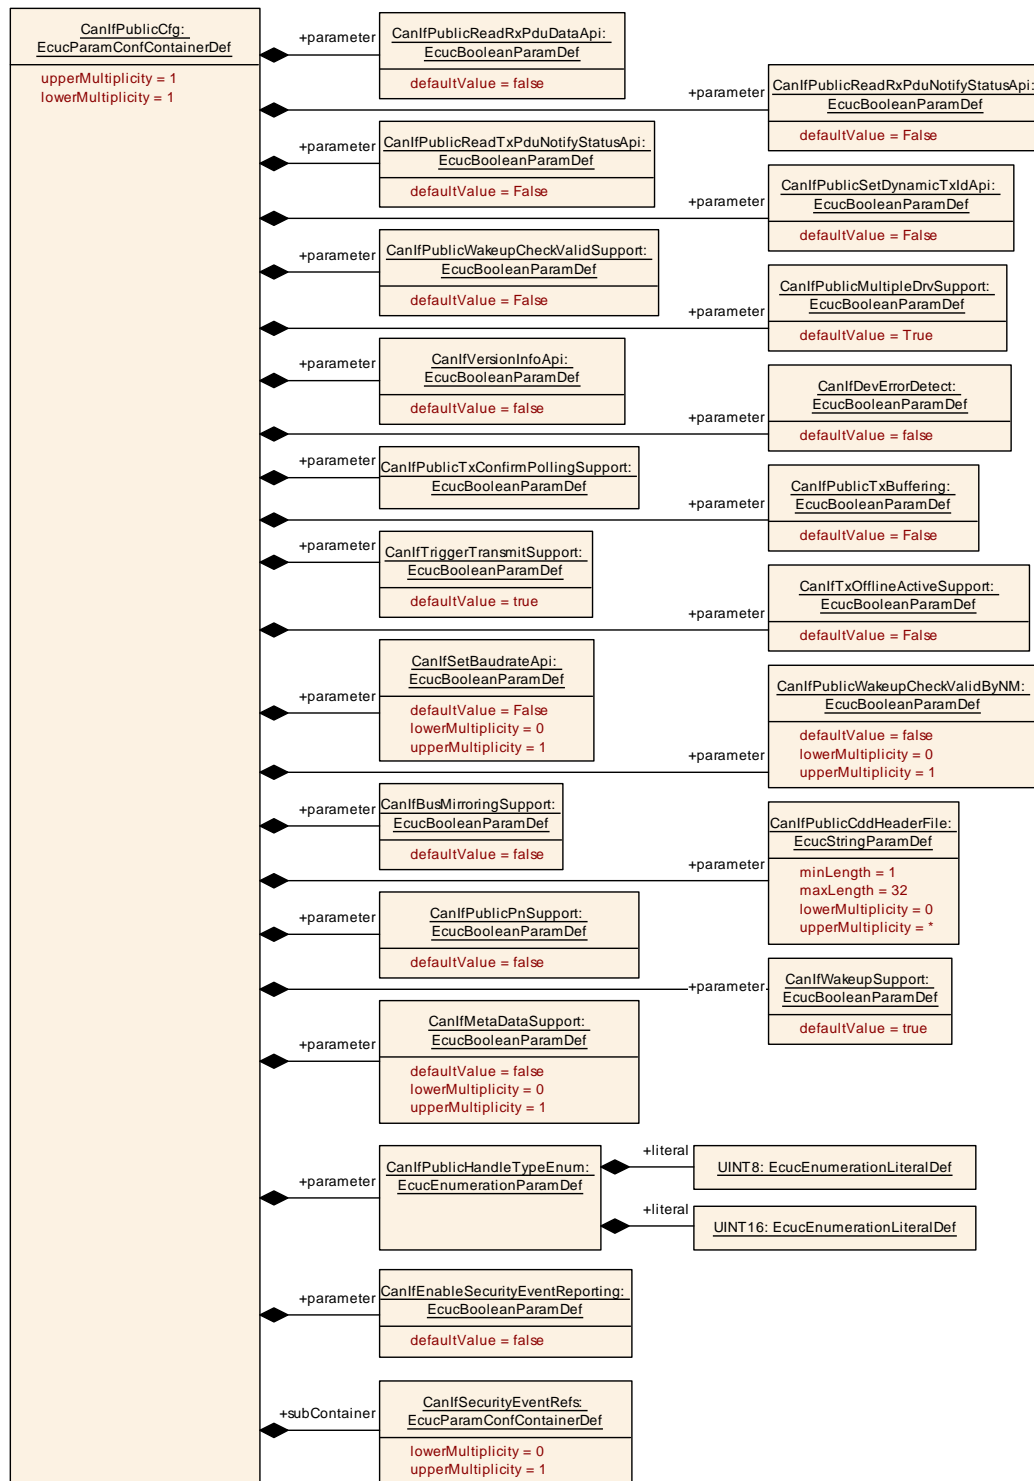 CanIfPublicCfg:
EcucParamConfContainerDef
upperMultiplicity = 1
lowerMultiplicity = 1
+parameter
CanIfPublicReadRxPduDataApi:
EcucBooleanParamDef
defaultValue = false
+parameter
CanIfPublicReadRxPduNotifyStatusApi:
EcucBooleanParamDef
defaultValue = False
+parameter
CanIfPublicReadTxPduNotifyStatusApi:
EcucBooleanParamDef
defaultValue = False
+parameter
CanIfPublicSetDynamicTxIdApi:
EcucBooleanParamDef
defaultValue = False
+parameter
CanIfPublicWakeupCheckValidSupport:
EcucBooleanParamDef
defaultValue = False
+parameter
CanIfPublicMultipleDrvSupport:
EcucBooleanParamDef
defaultValue = True
+parameter
CanIfVersionInfoApi:
EcucBooleanParamDef
defaultValue = false
+parameter
CanIfDevErrorDetect:
EcucBooleanParamDef
defaultValue = false
+parameter
CanIfPublicTxConfirmPollingSupport:
EcucBooleanParamDef
+parameter
CanIfPublicTxBuffering:
EcucBooleanParamDef
defaultValue = False
+parameter
CanIfTriggerTransmitSupport:
EcucBooleanParamDef
defaultValue = true
+parameter
CanIfTxOfflineActiveSupport:
EcucBooleanParamDef
defaultValue = False
+parameter
CanIfSetBaudrateApi:
EcucBooleanParamDef
defaultValue = False
lowerMultiplicity = 0
upperMultiplicity = 1
+parameter
CanIfPublicWakeupCheckValidByNM:
EcucBooleanParamDef
defaultValue = false
lowerMultiplicity = 0
upperMultiplicity = 1
+parameter
CanIfBusMirroringSupport:
EcucBooleanParamDef
defaultValue = false
+parameter
CanIfPublicCddHeaderFile:
EcucStringParamDef
minLength = 1
maxLength = 32
lowerMultiplicity = 0
upperMultiplicity = *
+parameter
CanIfPublicPnSupport:
EcucBooleanParamDef
defaultValue = false
+parameter
CanIfWakeupSupport:
EcucBooleanParamDef
defaultValue = true
+parameter
CanIfMetaDataSupport:
EcucBooleanParamDef
defaultValue = false
lowerMultiplicity = 0
upperMultiplicity = 1
+parameter
CanIfPublicHandleTypeEnum:
EcucEnumerationParamDef
+literal
UINT8: EcucEnumerationLiteralDef
+literal
UINT16: EcucEnumerationLiteralDef
+parameter
CanIfEnableSecurityEventReporting:
EcucBooleanParamDef
defaultValue = false
+subContainer
CanIfSecurityEventRefs:
EcucParamConfContainerDef
lowerMultiplicity = 0
upperMultiplicity = 1